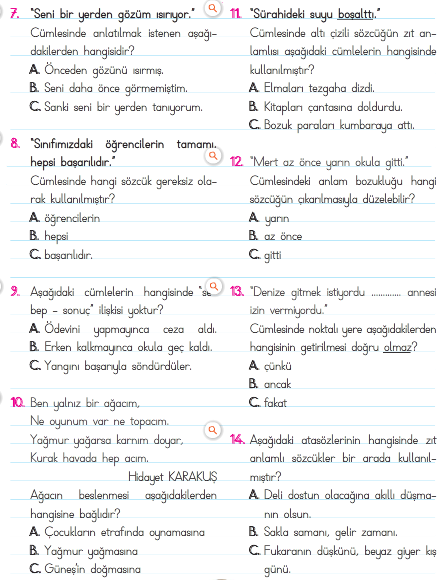 7. "Seni bir yerden gözüm ısırıyor."
Cümlesinde anlatılmak istenen aşağı-
dakilerden hangisidir?
A. Önceden gözünü ısırmış.
B. Seni daha önce görmemiştim.
C. Sanki seni bir yerden tanıyorum.
8. "Sınıfımızdaki öğrencilerin tamamı,
hepsi başarılıdır."
Cümlesinde hangi sözcük gereksiz ola-
rak kullanılmıştır?
A. öğrencilerin
B. hepsi
C. başarılıdır.
9. Aşağıdaki cümlelerin hangisinde "se-
bep - sonuç" ilişkisi yoktur?
A. Ödevini yapmayınca ceza aldı.
B. Erken kalkmayınca okula geç kaldı.
C. Yangını başarıyla söndürdüler.
10. Ben yalnız bir ağacım,
Ne oyunum var ne topacım.
Yağmur yağarsa karnım doyar,
Kurak havada hep acım.
Hidayet KARAKUŞ
Ağacın beslenmesi aşağıdakilerden
hangisine bağlıdır?
A. Çocukların etrafında oynamasına
B. Yağmur yağmasına
C. Güneş'in doğmasına
11. "Sürahideki suyu boşalttı."
Cümlesinde altı çizili sözcüğün zıt an-
lamlısı aşağıdaki cümlelerin hangisinde
kullanılmıştır?
A. Elmaları tezgaha dizdi.
B. Kitapları çantasına doldurdu.
C. Bozuk paraları kumbaraya attı.
12. "Mert az önce yarın okula gitti."
Cümlesindeki anlam bozukluğu hangi
sözcüğün çıkarılmasıyla düzelebilir?
A. yarın
B. az önce
C. gitti
13. "Denize gitmek istiyordu ............. annesi
izin vermiyordu."
Cümlesinde noktalı yere aşağıdakilerden
hangisinin getirilmesi doğru olmaz?
A. çünkü
B. ancak
C. fakat
14. Aşağıdaki atasözlerinin hangisinde zıt
anlamlı sözcükler bir arada kullanıl-
mıştır?
A. Deli dostun olacağına akıllı düşma-
nın olsun.
B. Sakla samanı, gelir zamanı.
C. Fukaranın düşkünü, beyaz giyer kış
günü.